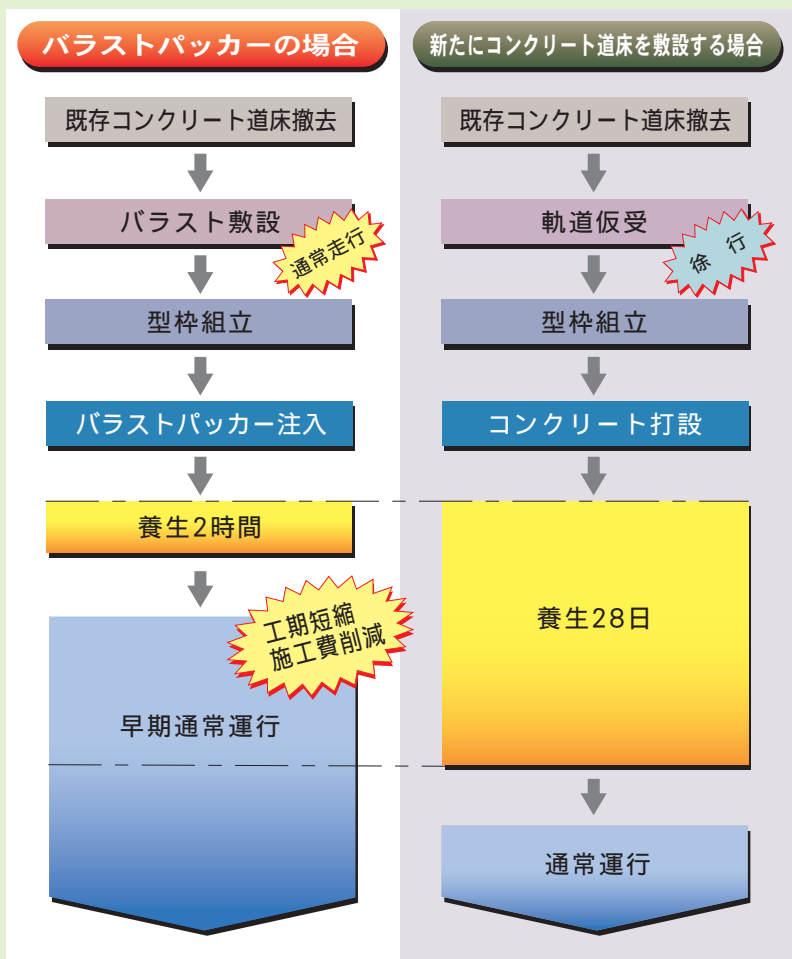 バラストパッカーの場合
既存コンクリート道床撤去
バラスト敷設
通常走行
型枠組立
バラストパッカー注入
養生2時間
工期短縮
施工費削減
早期通常運行
新たにコンクリート道床を敷設する場合
既存コンクリート道床撤去
軌道仮受
徐 行
型枠組立
コンクリート打設
養生28日
通常運行